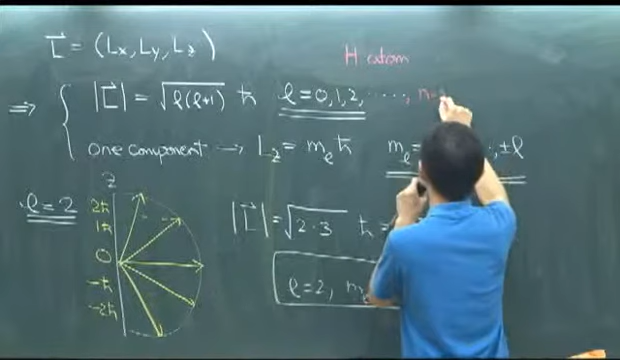 L⃗ = (Lx, Ly, Lz)
H atom
⇒ { |L⃗| = √ℓ(ℓ+1) ħ ℓ = 0, 1, 2, ....., n-
one component → Lz = mℓ ħ mℓ = , ±ℓ
ℓ = 2
z
2ħ
1ħ
0
-ħ
-2ħ
|L⃗| = √2·3 ħ =
ℓ = 2, m